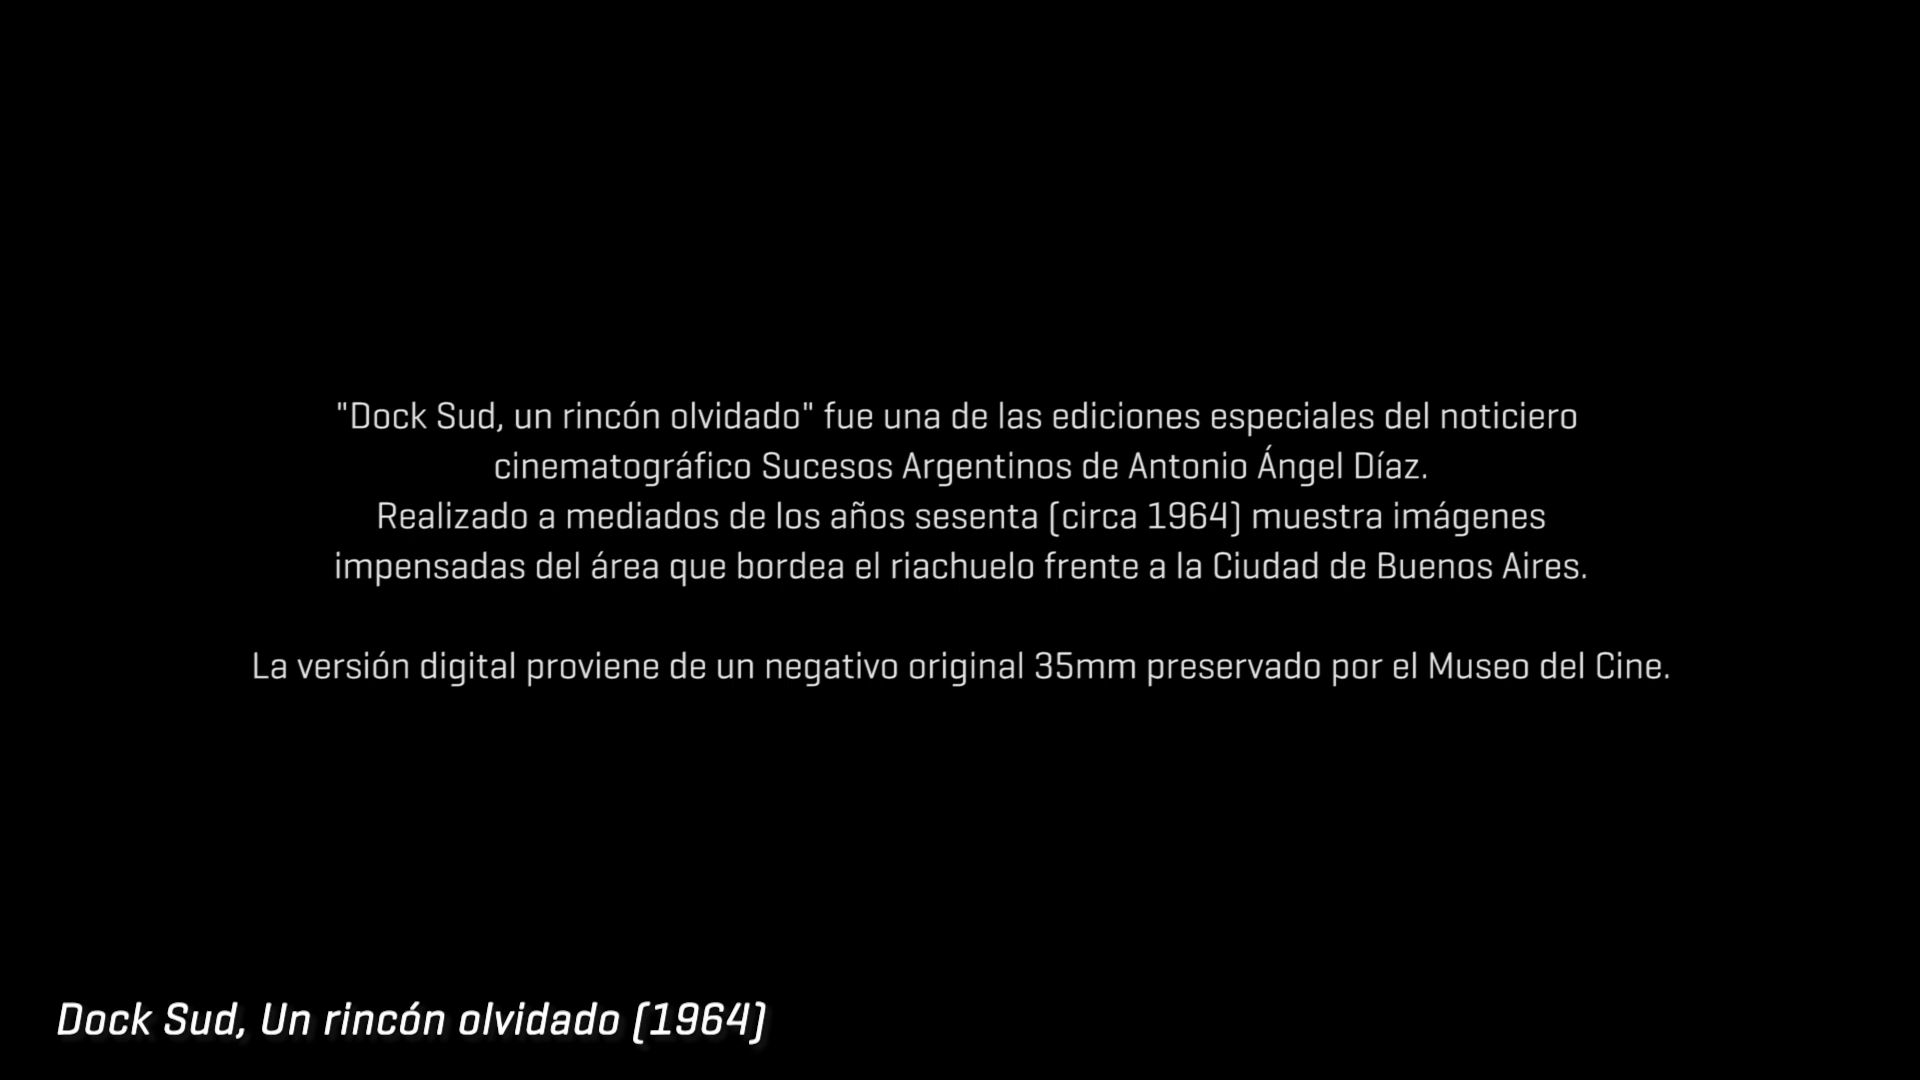 "Dock Sud, un rincón olvidado" fue una de las ediciones especiales del noticiero
cinematográfico Sucesos Argentinos de Antonio Ángel Díaz.
Realizado a mediados de los años sesenta (circa 1964) muestra imágenes
impensadas del área que bordea el riachuelo frente a la Ciudad de Buenos Aires.
La versión digital proviene de un negativo original 35mm preservado por el Museo del Cine.
Dock Sud, Un rincón olvidado (1964)